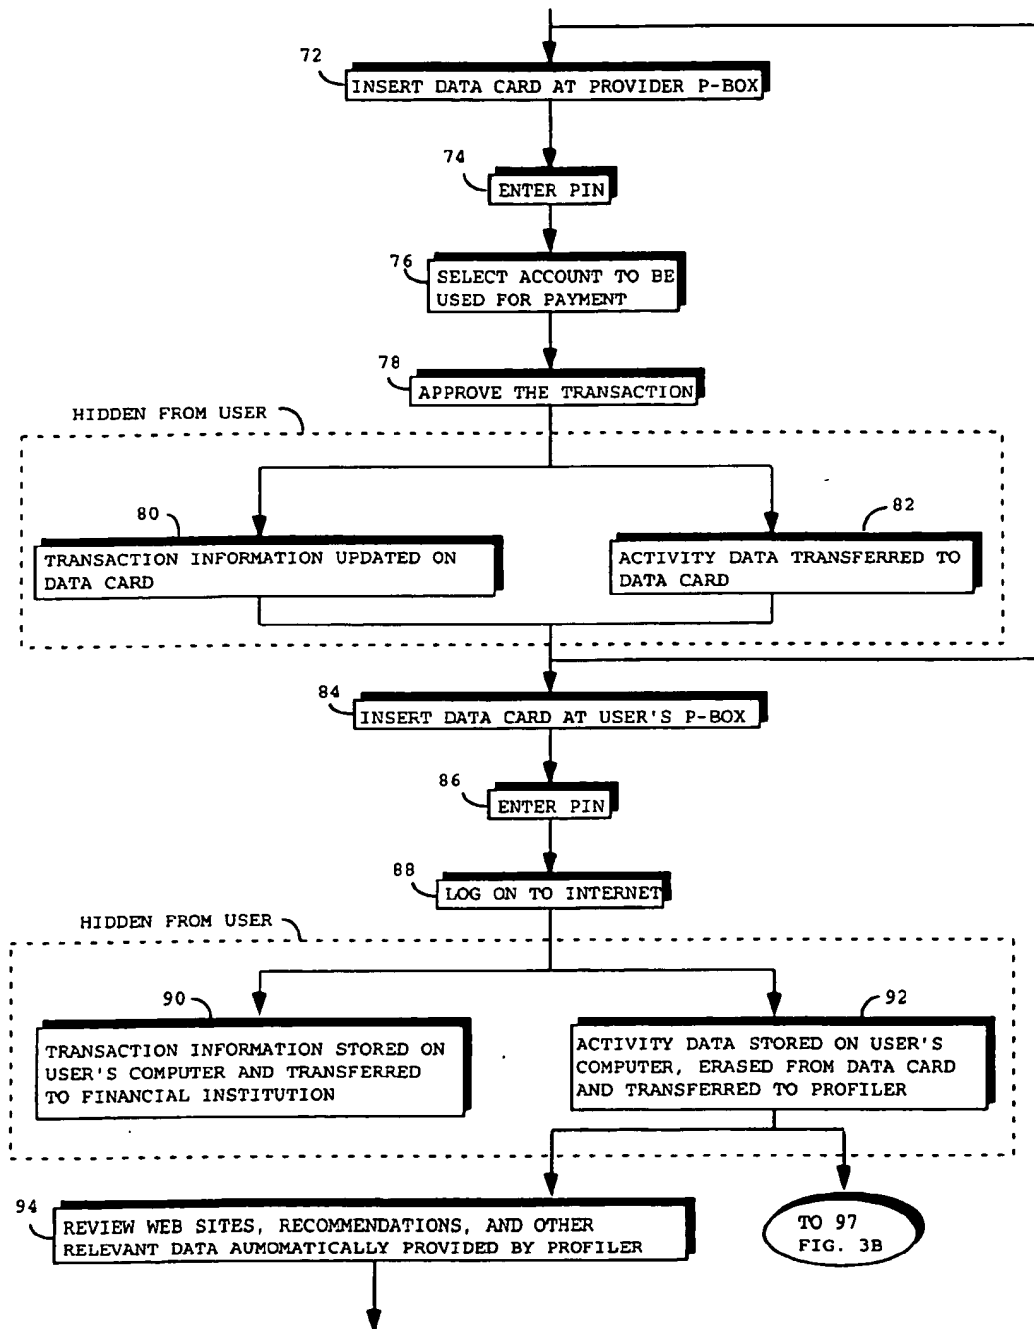 72
INSERT DATA CARD AT PROVIDER P-BOX
74
ENTER PIN
76
SELECT ACCOUNT TO BE
USED FOR PAYMENT
78
APPROVE THE TRANSACTION
HIDDEN FROM USER
80
TRANSACTION INFORMATION UPDATED ON
DATA CARD
82
ACTIVITY DATA TRANSFERRED TO
DATA CARD
84
INSERT DATA CARD AT USER'S P-BOX
86
ENTER PIN
88
LOG ON TO INTERNET
HIDDEN FROM USER
90
TRANSACTION INFORMATION STORED ON
USER'S COMPUTER AND TRANSFERRED
TO FINANCIAL INSTITUTION
92
ACTIVITY DATA STORED ON USER'S
COMPUTER, ERASED FROM DATA CARD
AND TRANSFERRED TO PROFILER
94
REVIEW WEB SITES, RECOMMENDATIONS, AND OTHER
RELEVANT DATA AUMOMATICALLY PROVIDED BY PROFILER
TO 97
FIG. 3B